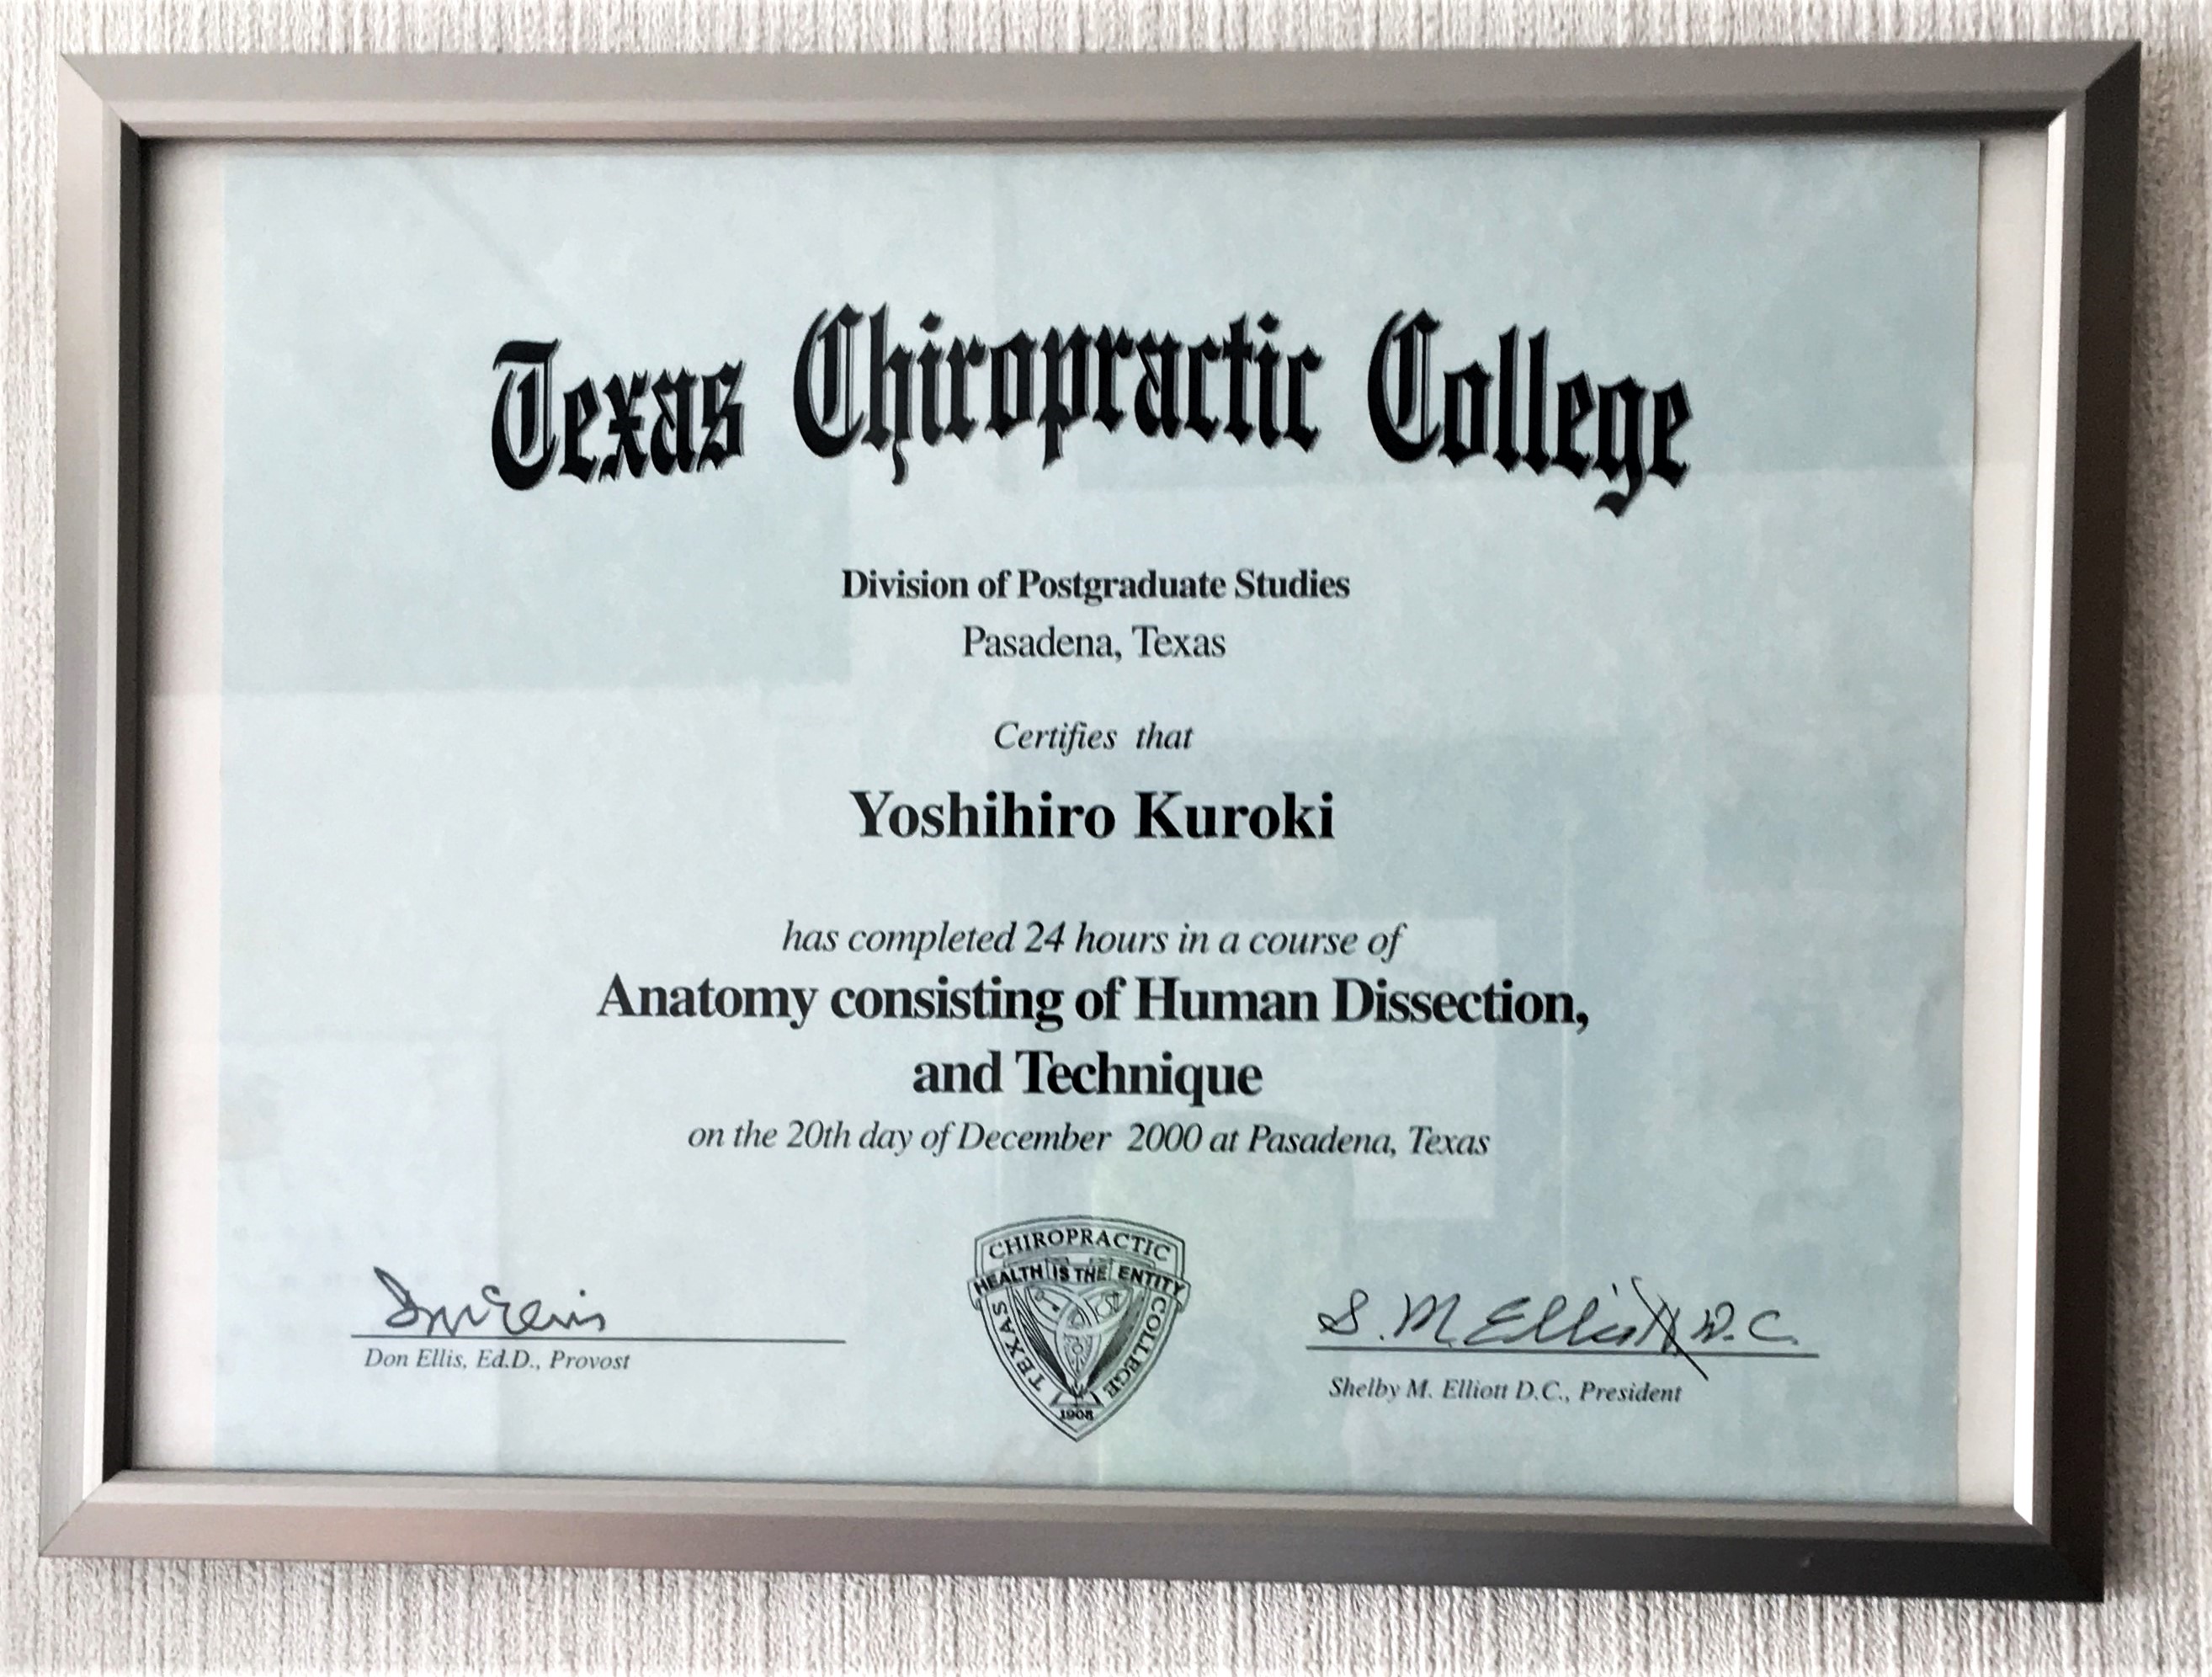 Texas Chiropractic College
Division of Postgraduate Studies
Pasadena, Texas
Certifies that
Yoshihiro Kuroki
has completed 24 hours in a course of
Anatomy consisting of Human Dissection,
and Technique
on the 20th day of December 2000 at Pasadena, Texas
CHIROPRACTIC
HEALTH IS THE ENTITY
TEXAS
COLLEGE
1908
Don Ellis, Ed.D., Provost
S. M. Elliott D.C.
Shelby M. Elliott D.C., President